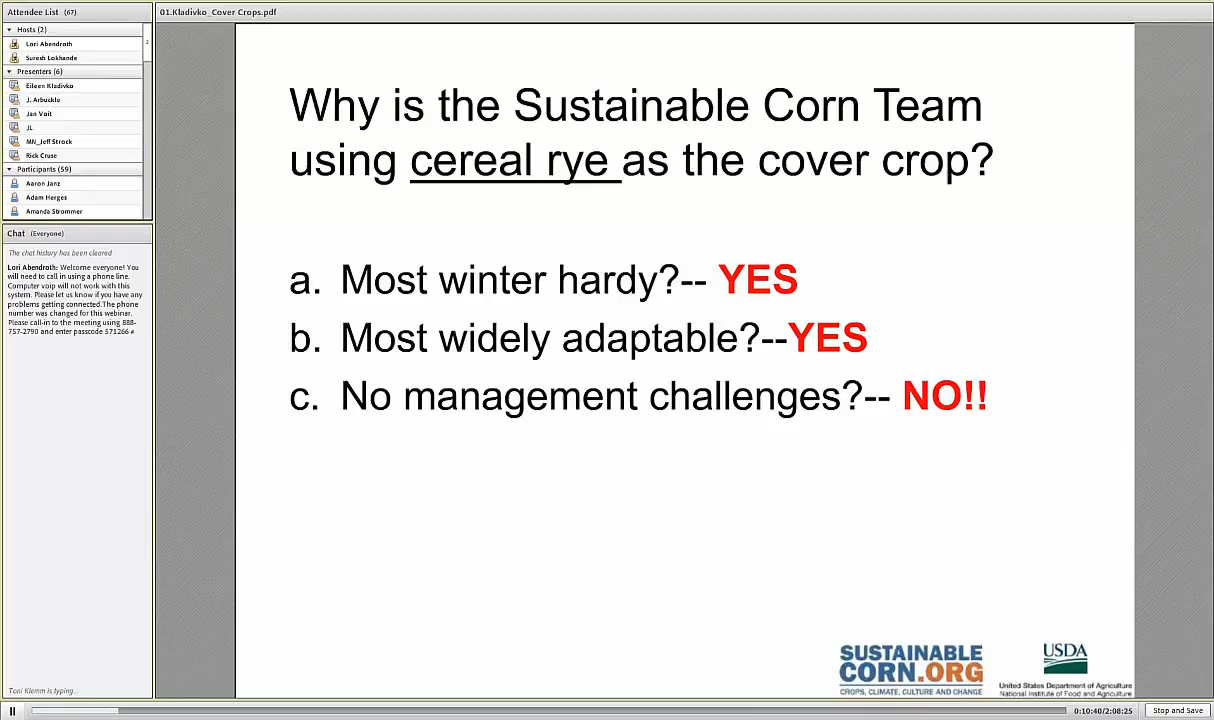 Attendee List (67)
Hosts (2)
Lori Abendroth
Suresh Lokhande
Presenters (6)
Eileen Kladivko
J. Arbuckle
Jan Voit
JL
MN_Jeff Strock
Rick Cruse
Participants (59)
Aaron Janz
Adam Herges
Amanda Strommer
Chat (Everyone)
The chat history has been cleared
Lori Abendroth: Welcome everyone! You
will need to call in using a phone line.
Computer voip will not work with this
system. Please let us know if you have any
problems getting connected.The phone
number was changed for this webinar.
Please call-in to the meeting using 888-
757-2790 and enter passcode 571266 #
Toni Klemm is typing...
01.Kladivko_Cover Crops.pdf
Why is the Sustainable Corn Team
using cereal rye as the cover crop?
a. Most winter hardy?-- YES
b. Most widely adaptable?--YES
c. No management challenges?-- NO!!
SUSTAINABLE
CORN.ORG
CROPS, CLIMATE, CULTURE AND CHANGE
USDA
United States Department of Agriculture
National Institute of Food and Agriculture
0:10:40/2:08:25
Stop and Save